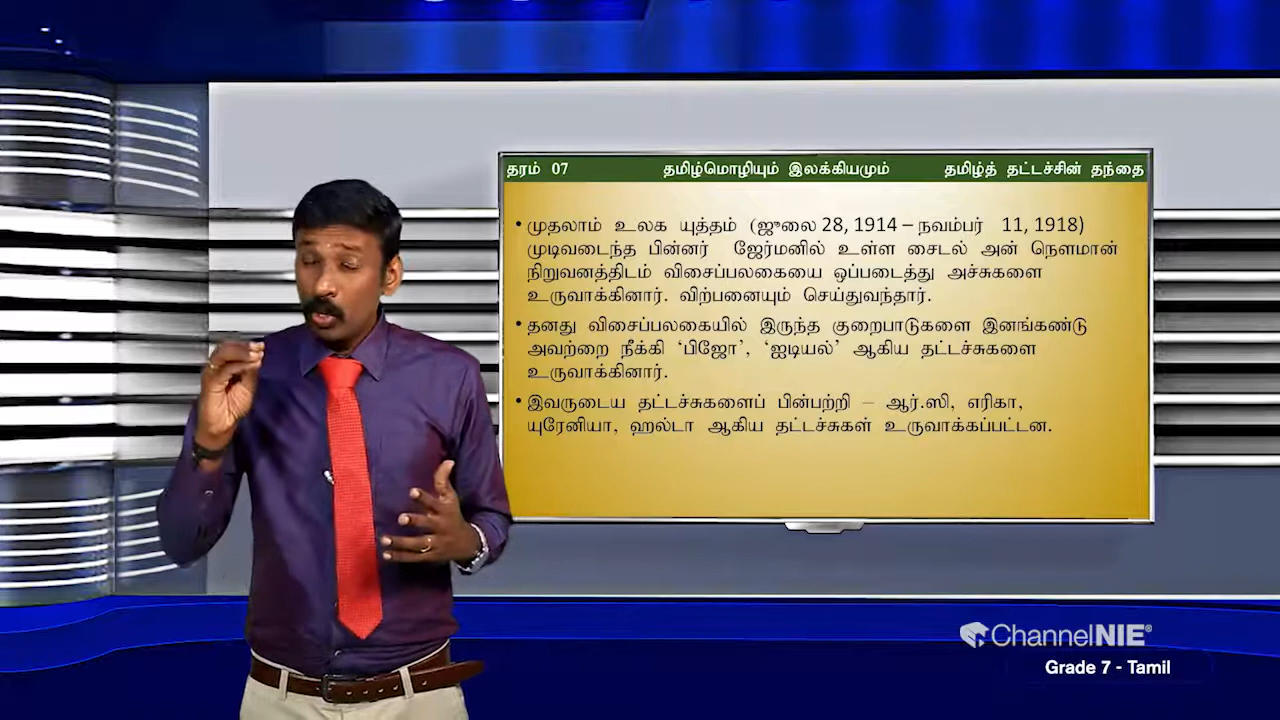 தரம் 07 தமிழ்மொழியும் இலக்கியமும் தமிழ்த் தட்டச்சின் தந்தை
• முதலாம் உலக யுத்தம் (ஜுலை 28, 1914 – நவம்பர் 11, 1918)
முடிவடைந்த பின்னர் ஜேர்மனில் உள்ள சைடல் அன் நௌமான்
நிறுவனத்திடம் விசைப்பலகையை ஒப்படைத்து அச்சுகளை
உருவாக்கினார். விற்பனையும் செய்துவந்தார்.
• தனது விசைப்பலகையில் இருந்த குறைபாடுகளை இனங்கண்டு
அவற்றை நீக்கி ‘பிஜோ’, ‘ஐடியல்’ ஆகிய தட்டச்சுகளை
உருவாக்கினார்.
• இவருடைய தட்டச்சுகளைப் பின்பற்றி – ஆர்.ஸி, எரிகா,
யுரேனியா, ஹல்டா ஆகிய தட்டச்சுகள் உருவாக்கப்பட்டன.
ChannelNIE®
Grade 7 - Tamil